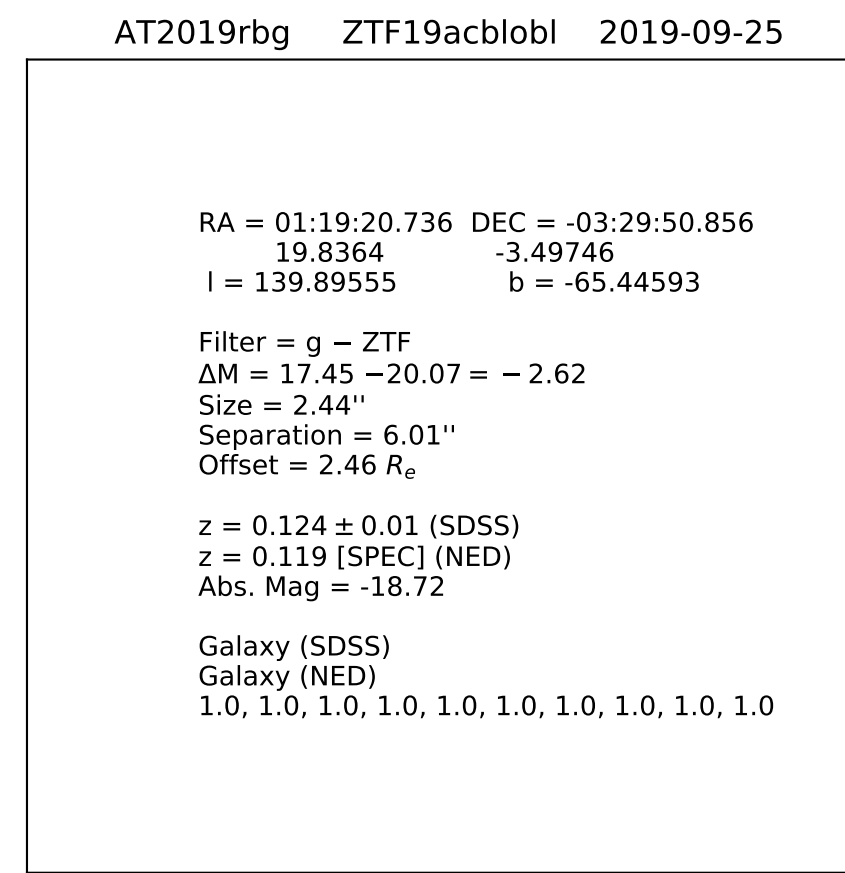 AT2019rbg ZTF19acblobl 2019-09-25
RA = 01:19:20.736 DEC = -03:29:50.856
19.8364 -3.49746
l = 139.89555 b = -65.44593
Filter = g − ZTF
ΔM = 17.45 −20.07 = − 2.62
Size = 2.44''
Separation = 6.01''
Offset = 2.46 Rₑ
z = 0.124 ± 0.01 (SDSS)
z = 0.119 [SPEC] (NED)
Abs. Mag = -18.72
Galaxy (SDSS)
Galaxy (NED)
1.0, 1.0, 1.0, 1.0, 1.0, 1.0, 1.0, 1.0, 1.0, 1.0